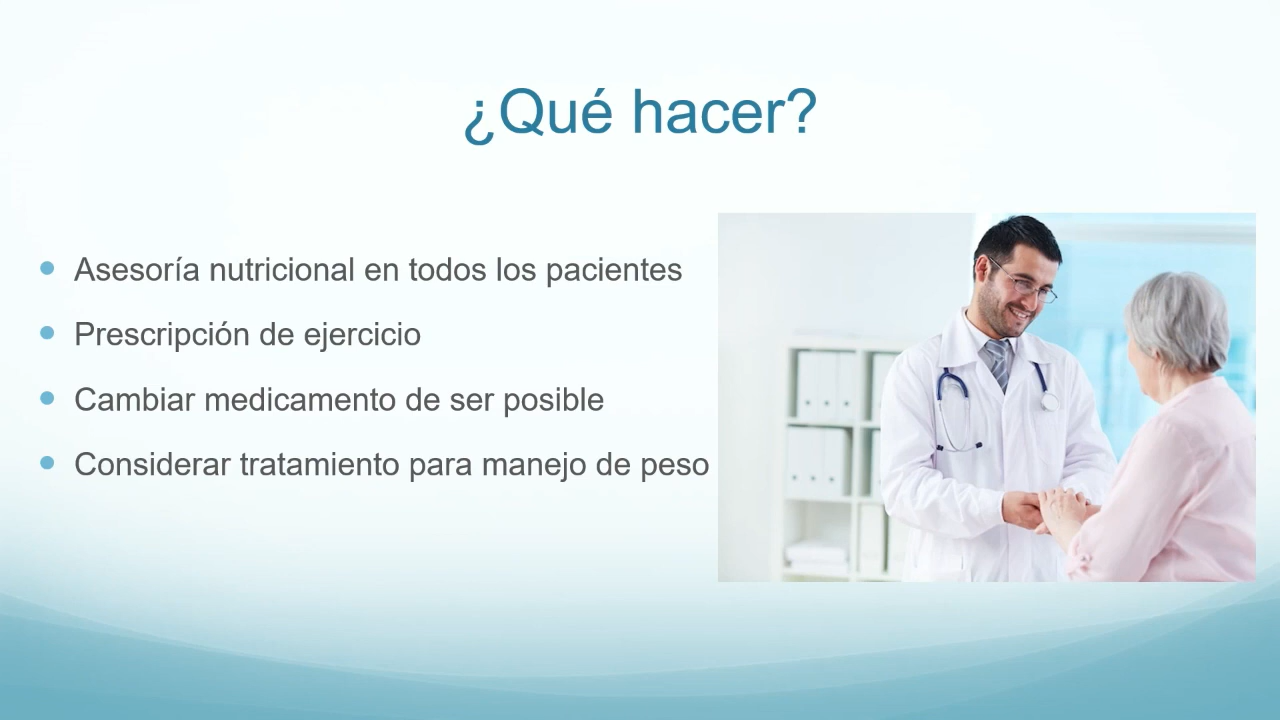 ¿Qué hacer?
Asesoría nutricional en todos los pacientes
Prescripción de ejercicio
Cambiar medicamento de ser posible
Considerar tratamiento para manejo de peso